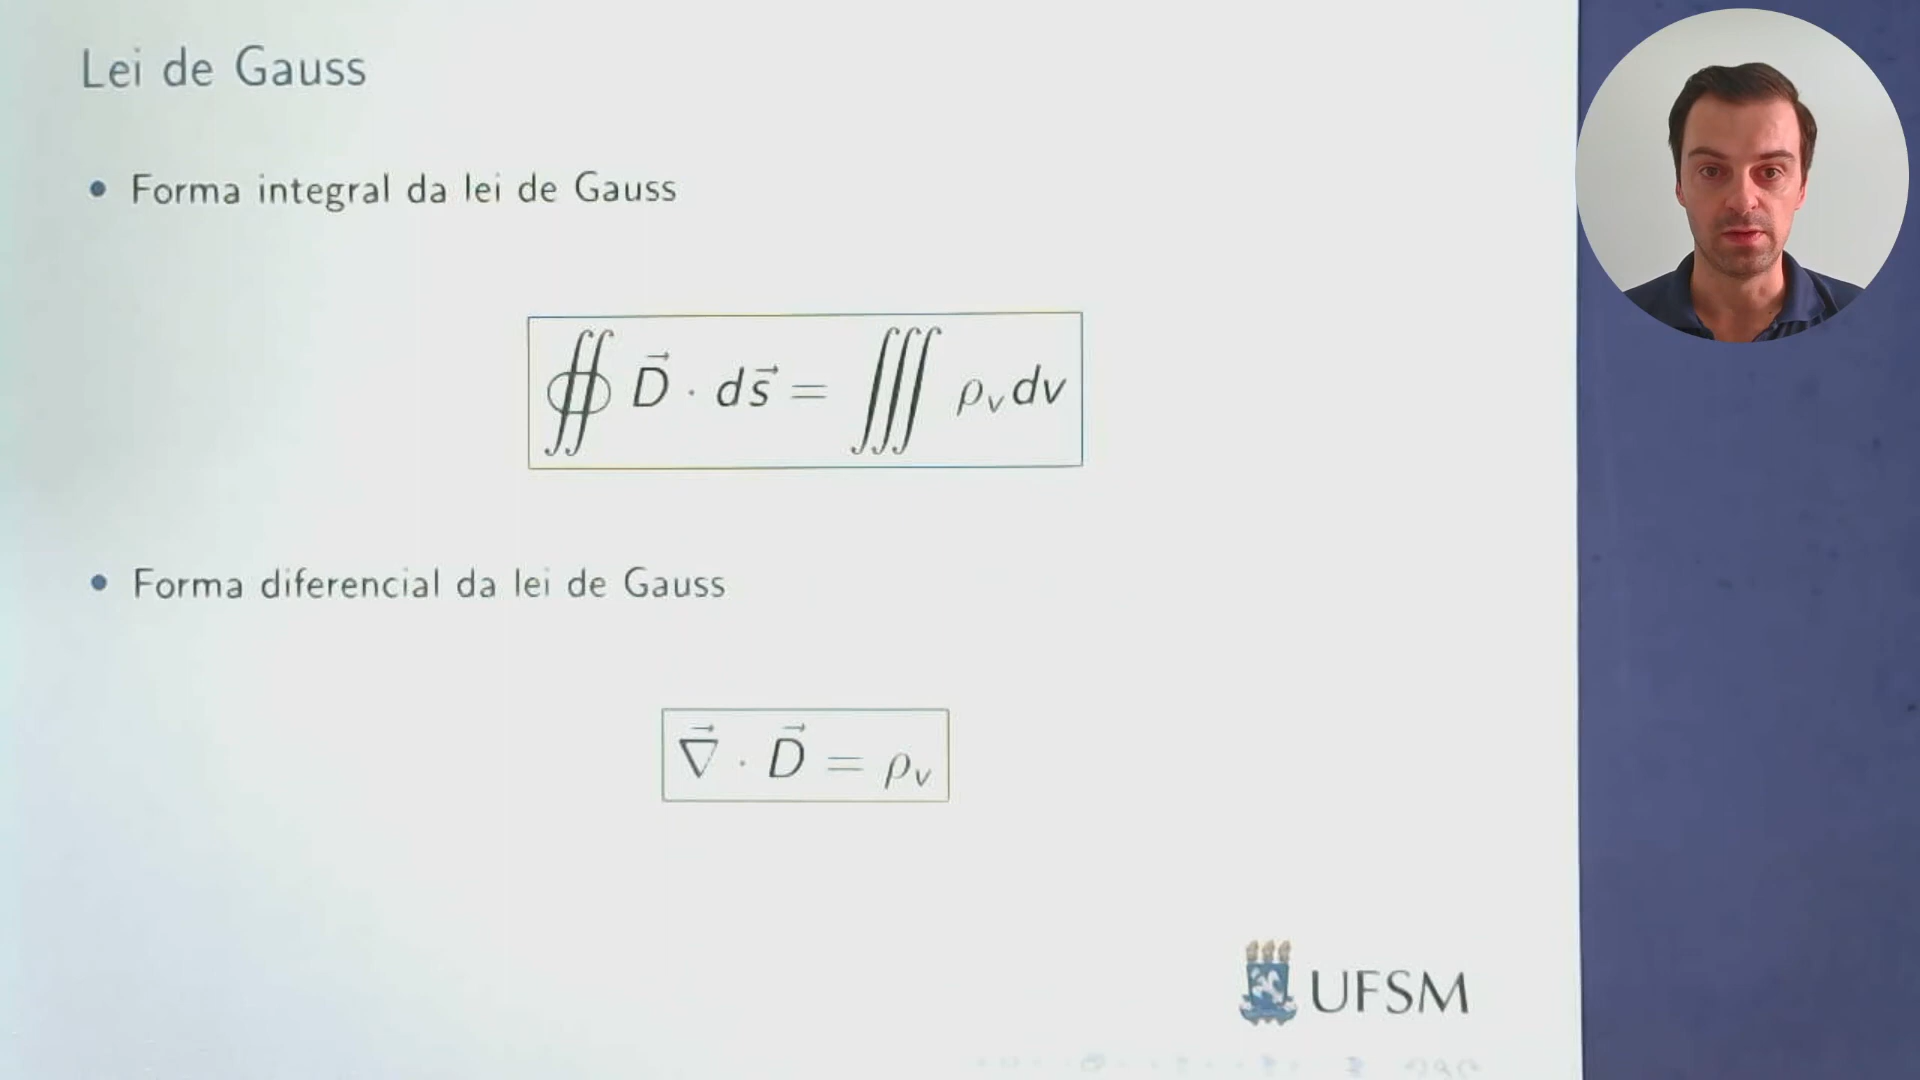 Lei de Gauss
• Forma integral da lei de Gauss
∯ D⃗ · ds⃗ = ∭ ρᵥdv
• Forma diferencial da lei de Gauss
∇⃗ · D⃗ = ρᵥ
UFSM